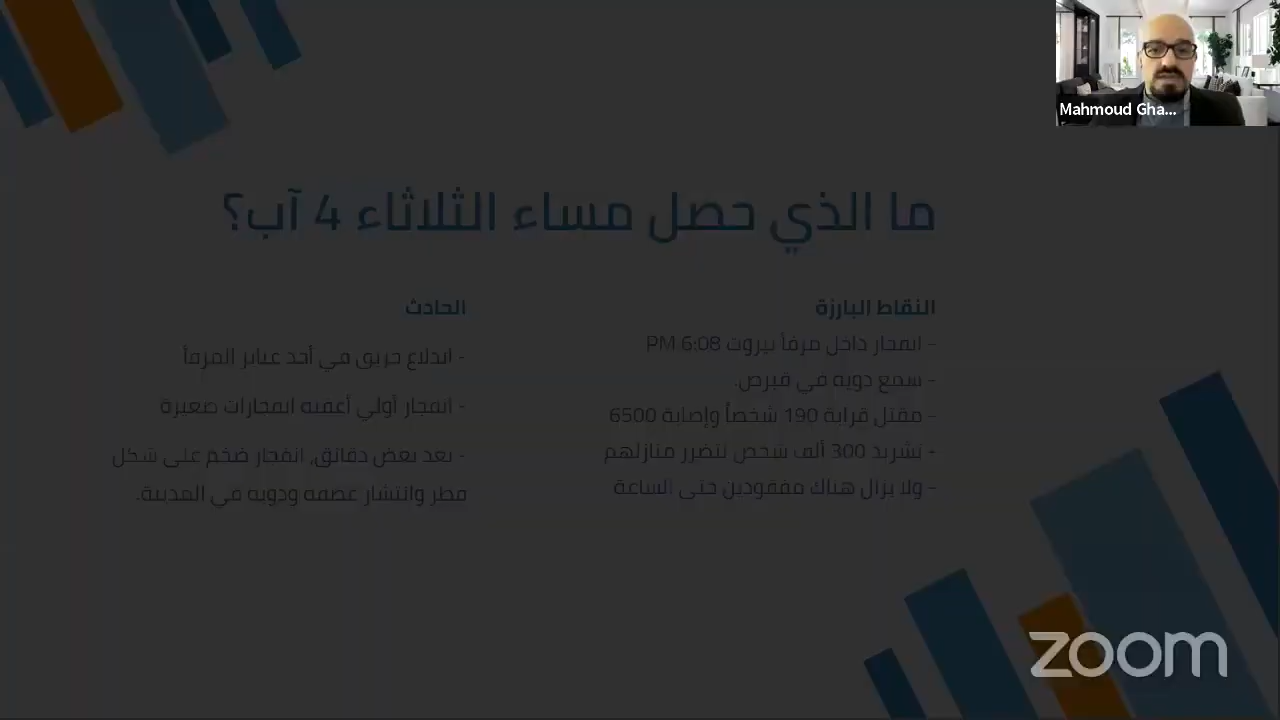 Mahmoud Gha...
ما الذي حصل مساء الثلاثاء 4 آب؟
النقاط البارزة
- انفجار داخل مرفأ بيروت 6:08 PM
- سمع دويه في قبرص.
- مقتل قرابة 190 شخصاً وإصابة 6500
- تشريد 300 ألف شخص لتضرر منازلهم
- ولا يزال هناك مفقودين حتى الساعة
الحادث
- اندلاع حريق في أحد عنابر المرفأ
- انفجار أولي أعقبه انفجارات صغيرة
- بعد بعض دقائق، انفجار ضخم على شكل
فطر وانتشار عصفه ودويه في المدينة.
zoom